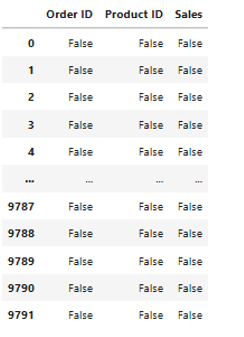 Order ID Product ID Sales
0 False False False
1 False False False
2 False False False
3 False False False
4 False False False
... ... ... ...
9787 False False False
9788 False False False
9789 False False False
9790 False False False
9791 False False False